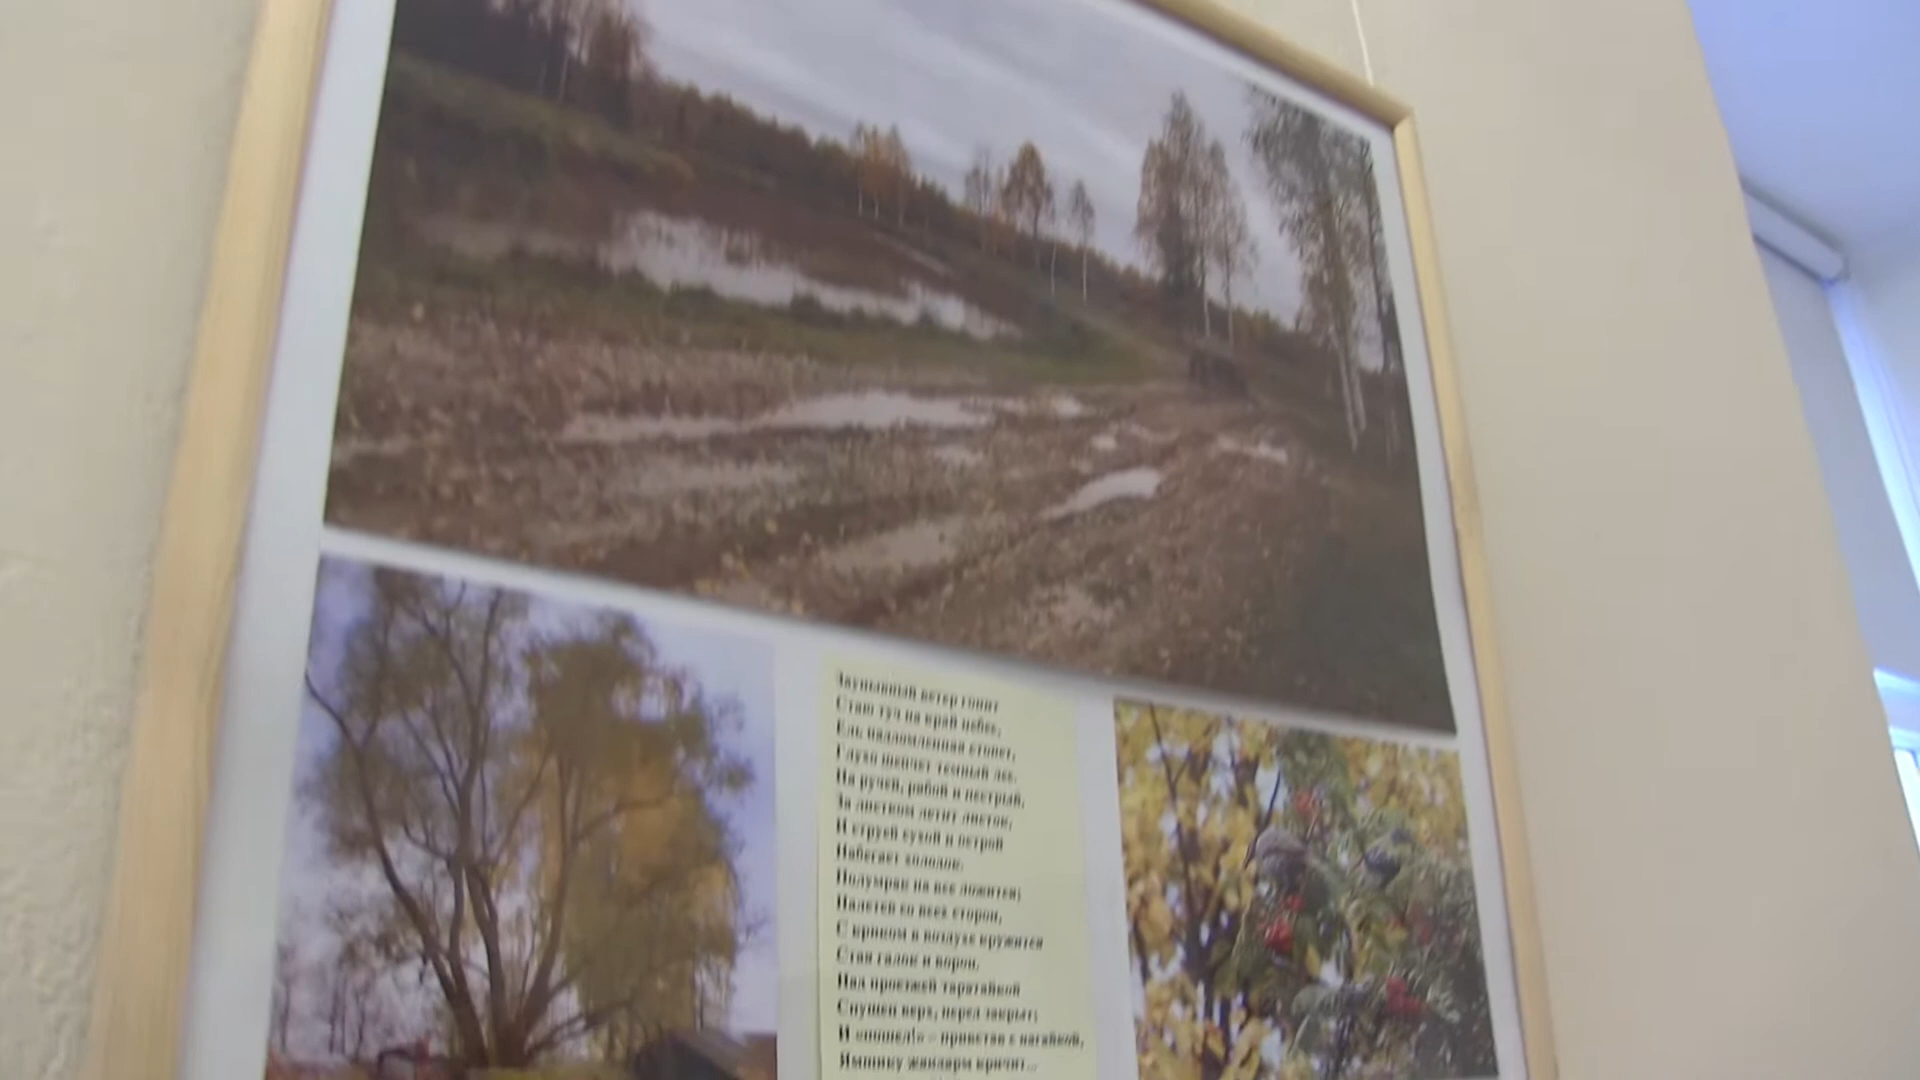 Заунывный ветер гонит
Стаю туч на край небес,
Ель надломленная стонет,
Глухо шепчет темный лес.
На ручей, рябой и пестрый,
За листком летит листок,
И струей сухой и острой
Набегает холодок.
Полумрак на все ложится;
Налетев со всех сторон,
С криком в воздухе кружится
Стая галок и ворон.
Над проезжей таратайкой
Спущен верх, перед закрыт;
И «пошел!» – привстав с нагайкой,
Ямщику жандарм кричит...